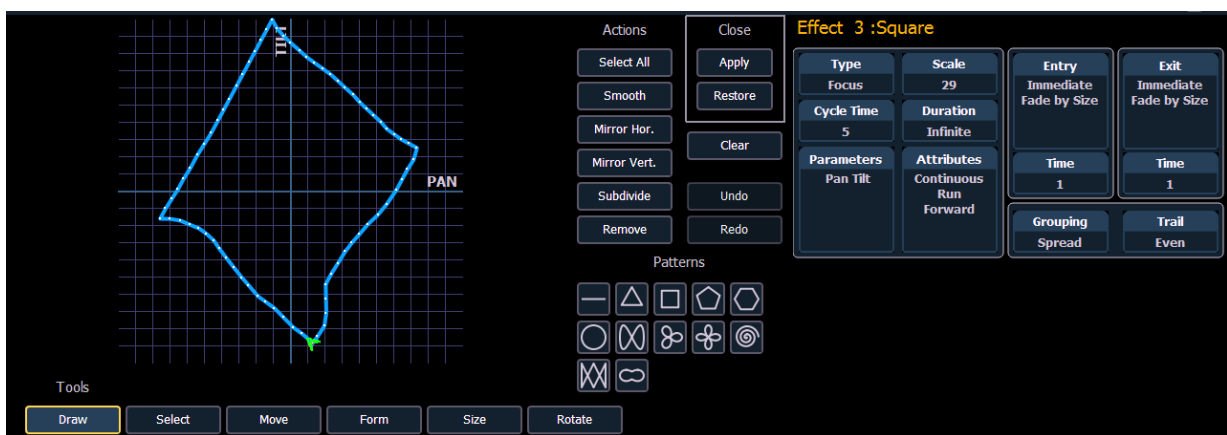 TILT
PAN
Tools
Draw
Select
Move
Form
Size
Rotate
Actions
Select All
Smooth
Mirror Hor.
Mirror Vert.
Subdivide
Remove
Close
Apply
Restore
Clear
Undo
Redo
Patterns
Effect 3 :Square
Type
Focus
Scale
29
Cycle Time
5
Duration
Infinite
Parameters
Pan Tilt
Attributes
Continuous
Run
Forward
Entry
Immediate
Fade by Size
Time
1
Exit
Immediate
Fade by Size
Time
1
Grouping
Spread
Trail
Even